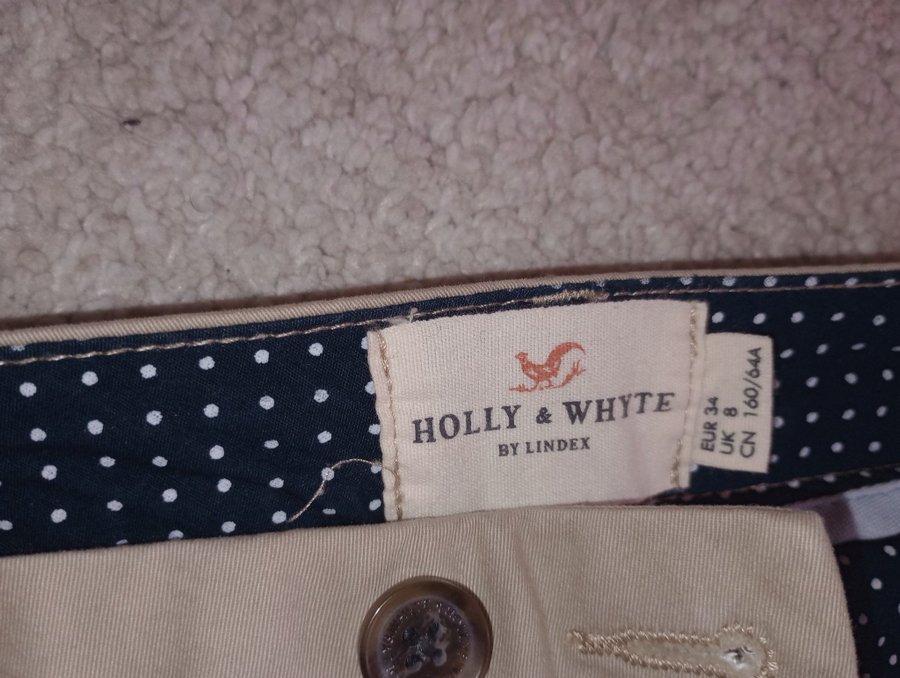 HOLLY & WHYTE
BY LINDEX
EUR 34
UK 8
CN 160/64A